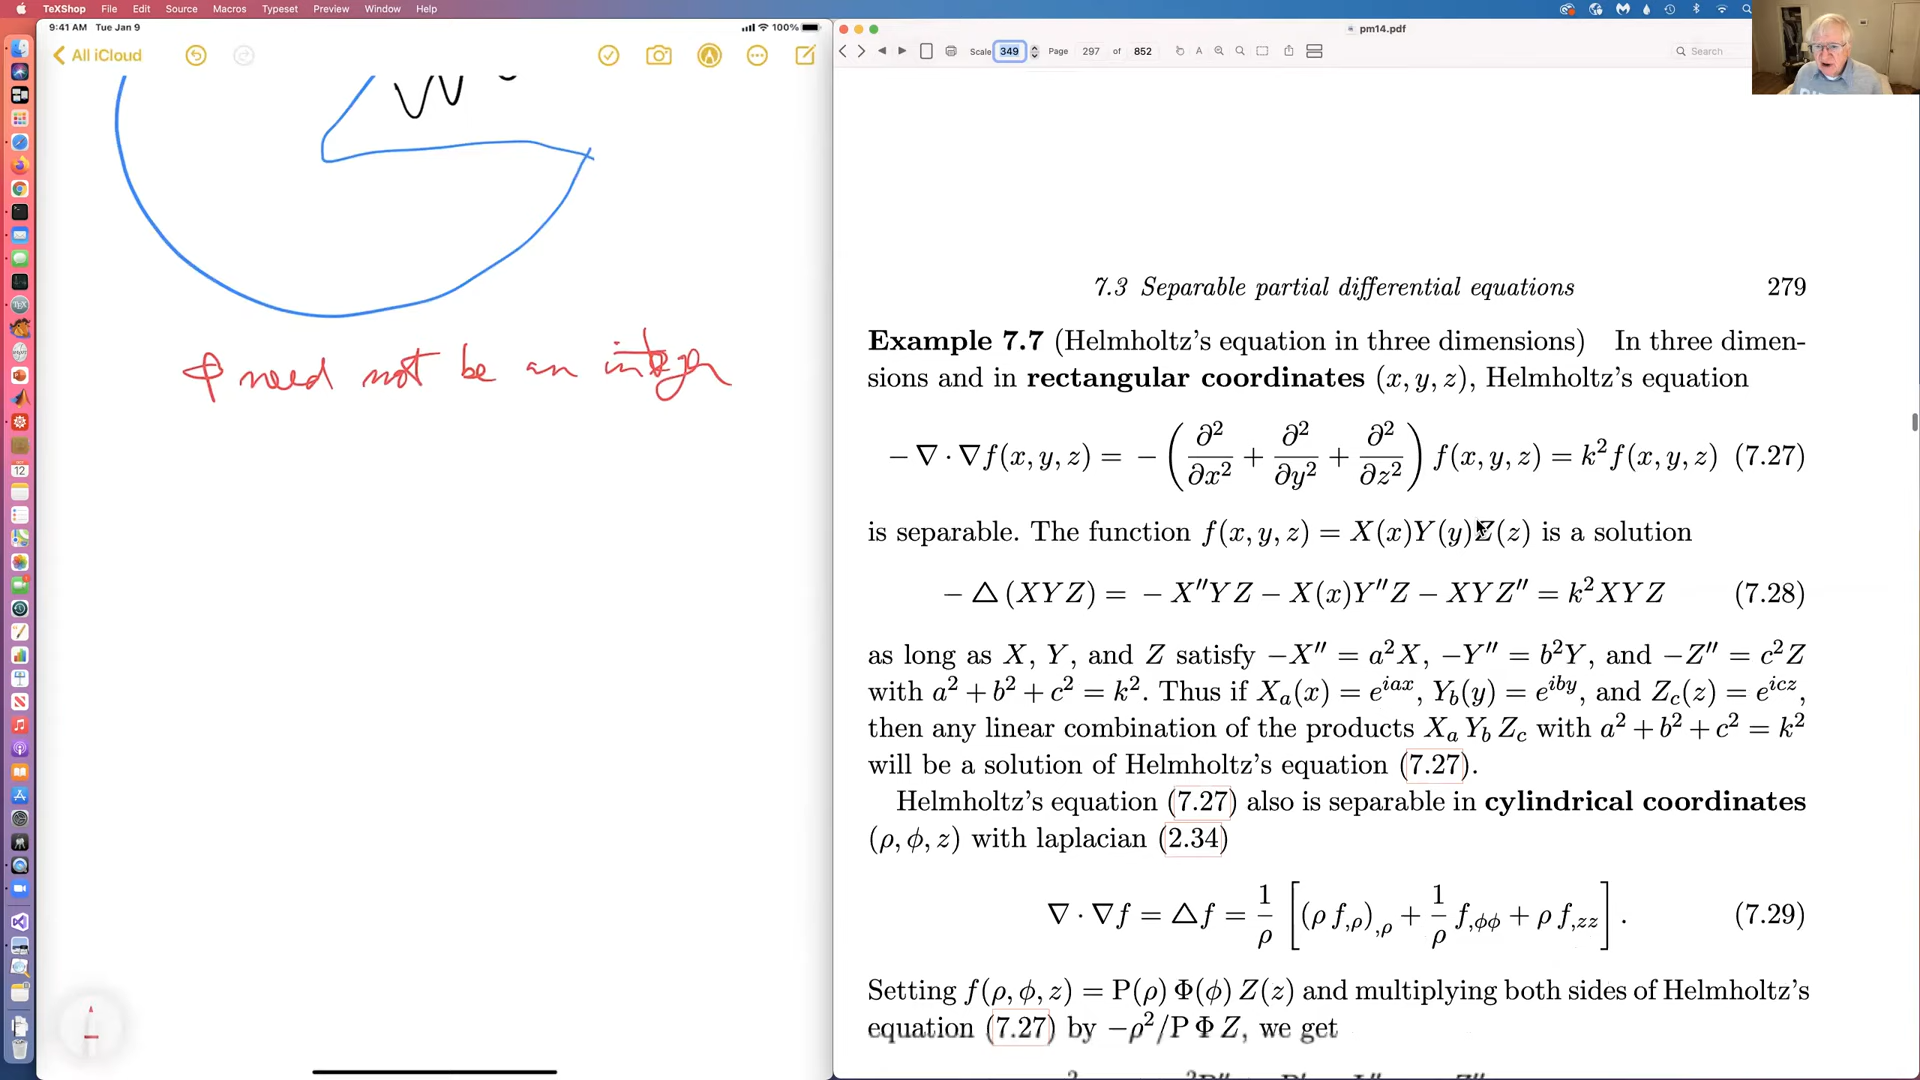 TeXShop File Edit Source Macros Typeset Preview Window Help
9:41 AM Tue Jan 9
100%
All iCloud
need not be an integer
pm14.pdf
Scale 349 Page 297 of 852
Search
7.3 Separable partial differential equations 279
Example 7.7 (Helmholtz's equation in three dimensions) In three dimen-
sions and in rectangular coordinates (x, y, z), Helmholtz's equation
− ∇ · ∇f(x, y, z) = − (∂²/∂x² + ∂²/∂y² + ∂²/∂z²) f(x, y, z) = k²f(x, y, z) (7.27)
is separable. The function f(x, y, z) = X(x)Y(y)Z(z) is a solution
− △ (XYZ) = − X″YZ − X(x)Y″Z − XYZ″ = k²XYZ (7.28)
as long as X, Y, and Z satisfy −X″ = a²X, −Y″ = b²Y, and −Z″ = c²Z
with a² + b² + c² = k². Thus if Xₐ(x) = e^{iax}, Y_b(y) = e^{iby}, and Z_c(z) = e^{icz},
then any linear combination of the products Xₐ Y_b Z_c with a² + b² + c² = k²
will be a solution of Helmholtz's equation (7.27).
Helmholtz's equation (7.27) also is separable in cylindrical coordinates
(ρ, ϕ, z) with laplacian (2.34)
∇ · ∇f = △f = 1/ρ [(ρ f,ρ),ρ + 1/ρ f,ϕϕ + ρ f,zz] . (7.29)
Setting f(ρ, ϕ, z) = P(ρ) Φ(ϕ) Z(z) and multiplying both sides of Helmholtz's
equation (7.27) by −ρ²/P Φ Z, we get